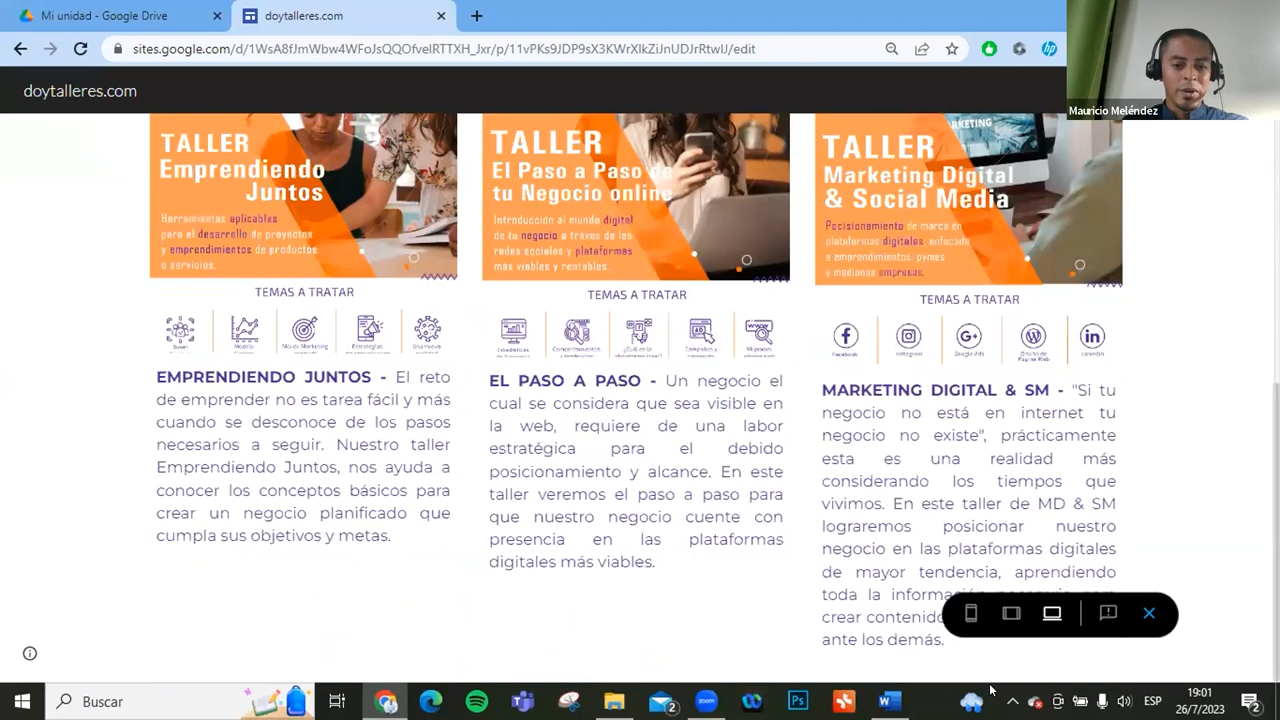 Mi unidad - Google Drive
doytalleres.com
sites.google.com/d/1WsA8fJmWbw4WFoJsQQOfvelRTTXH_Jxr/p/11vPKs9JDP9sX3KWrXlkZiJnUDJrRtwlJ/edit
Mauricio Meléndez
doytalleres.com
TALLER
Emprendiendo
Juntos
Herramientas aplicables
para el desarrollo de proyectos
y emprendimientos de productos
o servicios.
TEMAS A TRATAR
EMPRENDIENDO JUNTOS - El reto
de emprender no es tarea fácil y más
cuando se desconoce de los pasos
necesarios a seguir. Nuestro taller
Emprendiendo Juntos, nos ayuda a
conocer los conceptos básicos para
crear un negocio planificado que
cumpla sus objetivos y metas.
TALLER
El Paso a Paso de
tu Negocio online
Introducción al mundo digital
de tu negocio a través de las
redes sociales y plataformas
más viables y rentables.
TEMAS A TRATAR
EL PASO A PASO - Un negocio el
cual se considera que sea visible en
la web, requiere de una labor
estratégica para el debido
posicionamiento y alcance. En este
taller veremos el paso a paso para
que nuestro negocio cuente con
presencia en las plataformas
digitales más viables.
TALLER
Marketing Digital
& Social Media
Posicionamiento de marca en
plataformas digitales, enfocado
a emprendimientos, pymes
y medianas empresas.
TEMAS A TRATAR
Facebook
Instagram
Google Ads
Linkedin
MARKETING DIGITAL & SM - "Si tu
negocio no está en internet tu
negocio no existe", prácticamente
esta es una realidad más
considerando los tiempos que
vivimos. En este taller de MD & SM
lograremos posicionar nuestro
negocio en las plataformas digitales
de mayor tendencia, aprendiendo
toda la información
crear contenido
ante los demás.
Buscar
2
zoom
ESP
19:01
26/7/2023
2